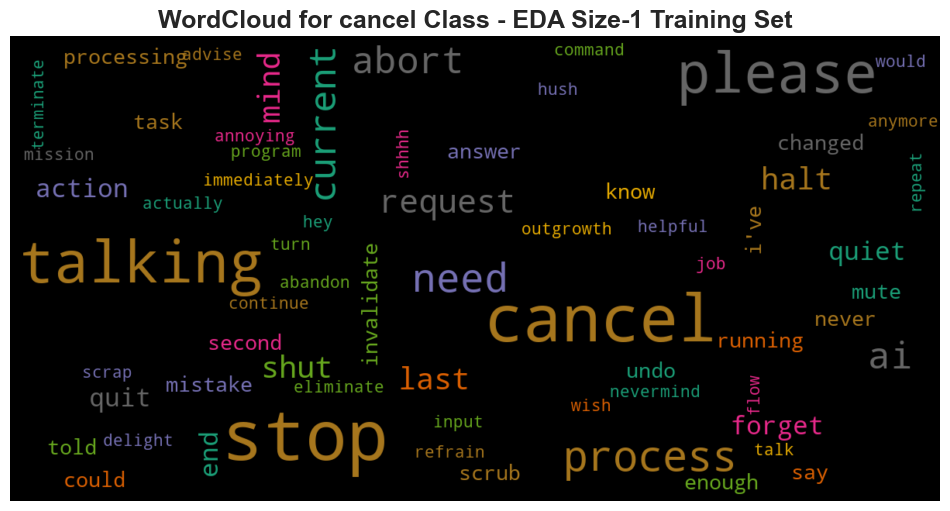 WordCloud for cancel Class - EDA Size-1 Training Set
processing
advise
mind
current
abort
command
please
would
terminate
hush
task
annoying
program
shhhh
answer
changed
anymore
mission
action
immediately
actually
request
know
halt
repeat
hey
outgrowth
helpful
i've
talking
turn
abandon
need
job
quiet
continue
invalidate
cancel
mute
never
second
running
shut
last
undo
ai
scrap
mistake
eliminate
nevermind
quit
wish
flow
stop
input
forget
told
delight
end
refrain
process
talk
could
scrub
enough
say